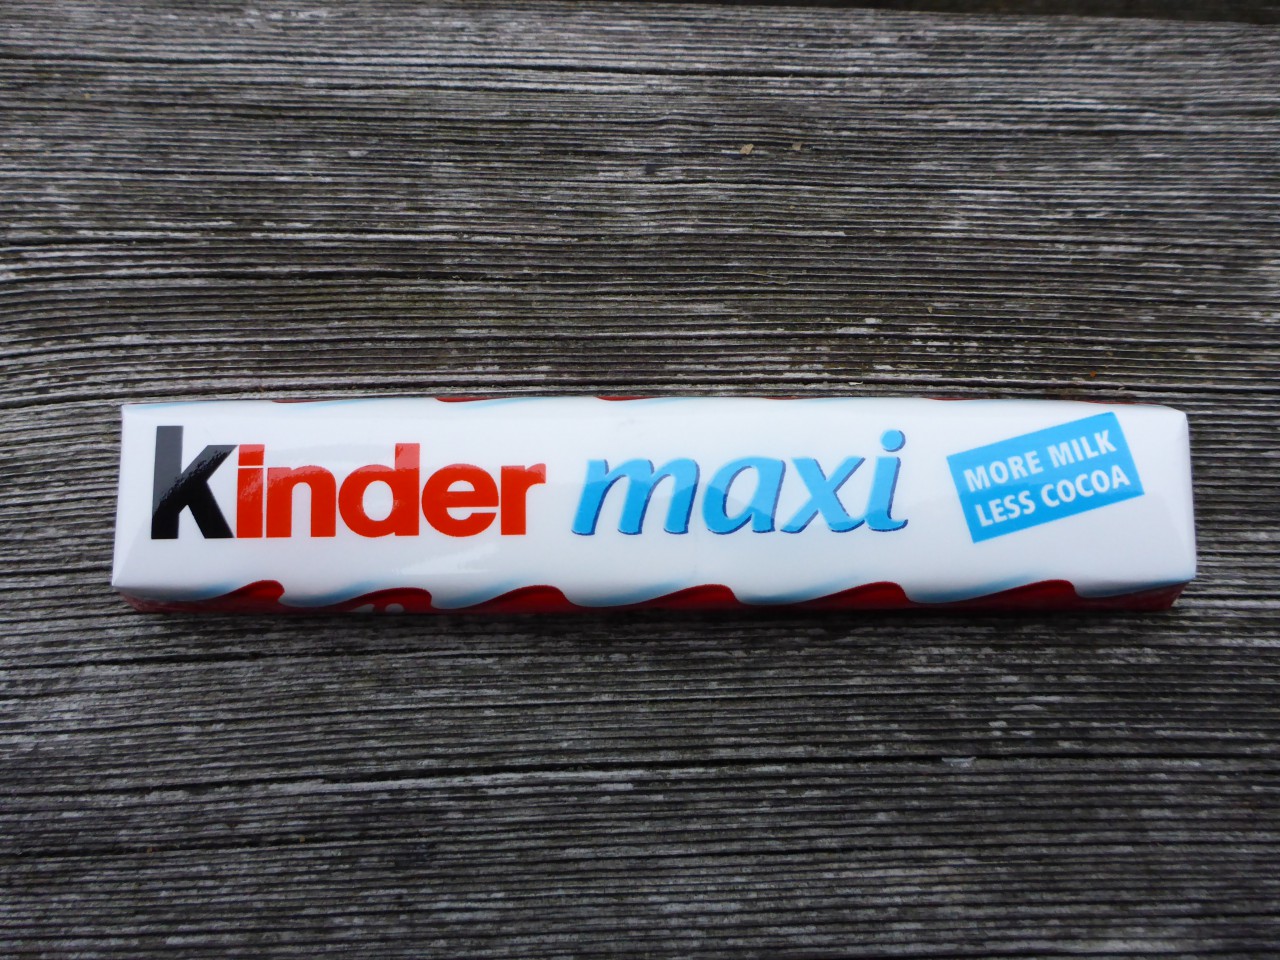 Kinder maxi
MORE MILK
LESS COCOA